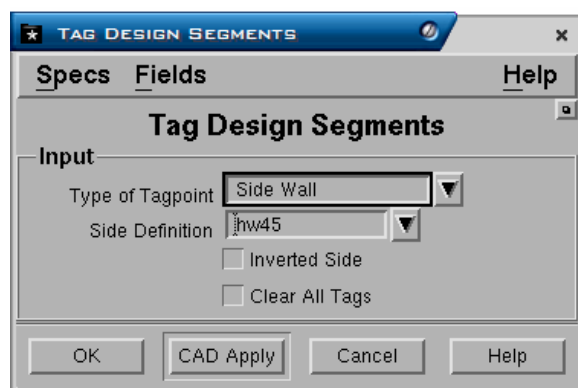 TAG DESIGN SEGMENTS
Specs Fields Help
Tag Design Segments
Input
Type of Tagpoint Side Wall
Side Definition hw45
Inverted Side
Clear All Tags
OK CAD Apply Cancel Help